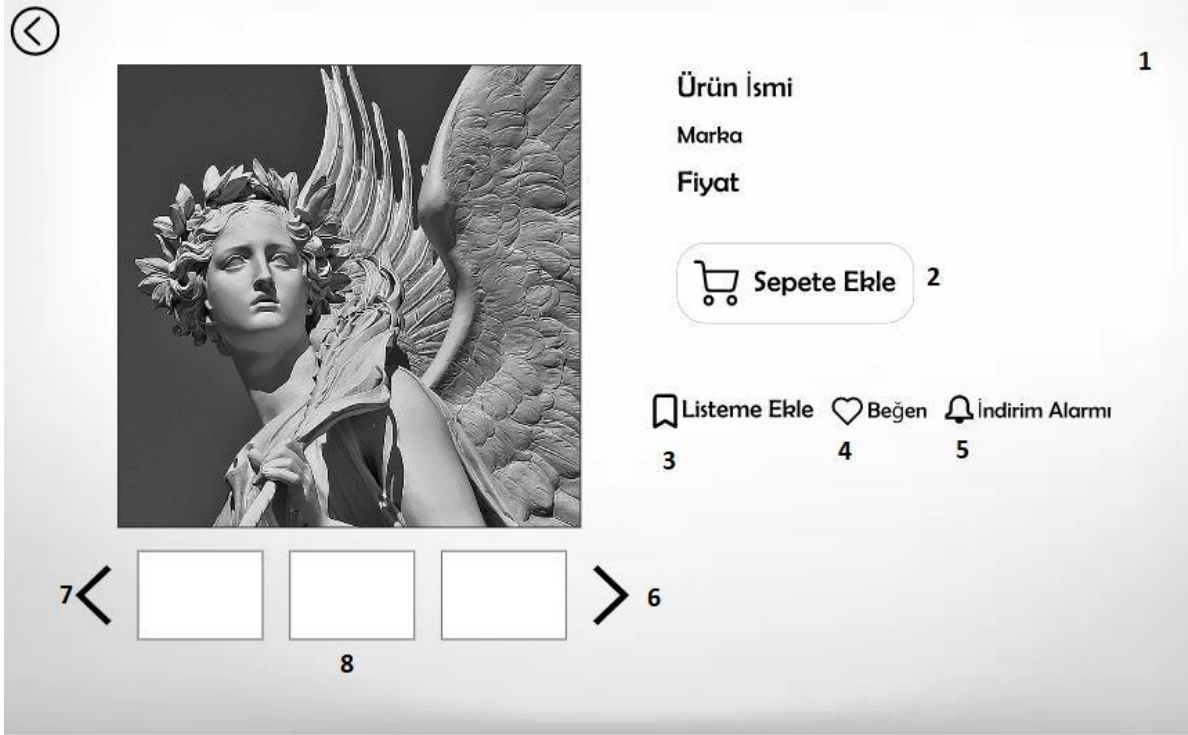 1
Ürün İsmi
Marka
Fiyat
Sepete Ekle 2
Listeme Ekle Beğen İndirim Alarmı
3 4 5
7 6
8